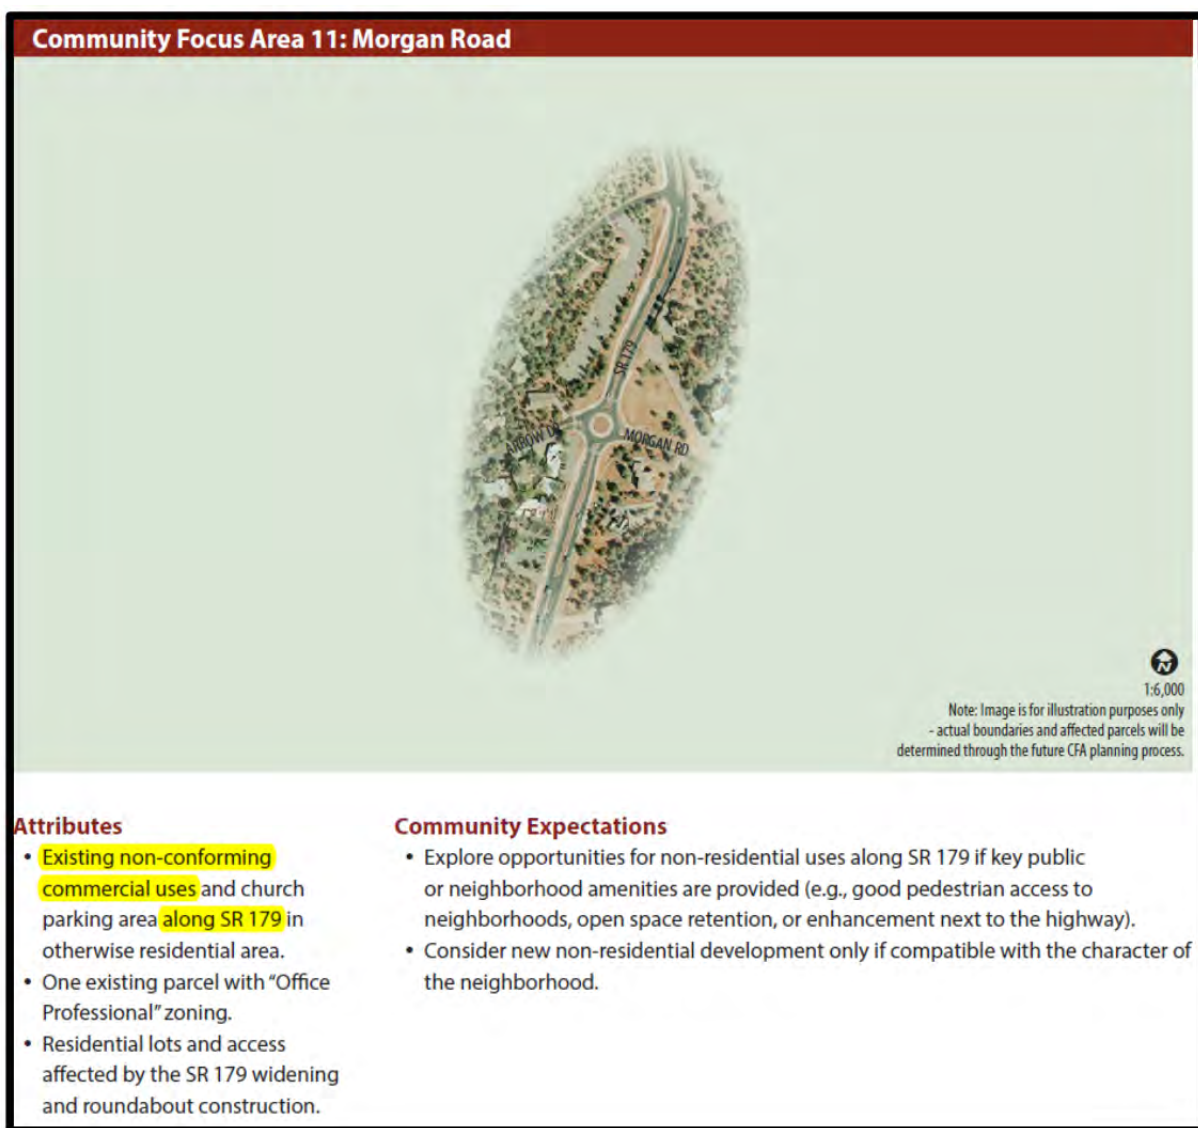 Community Focus Area 11: Morgan Road
SR 179
ARROW DR
MORGAN RD
N
1:6,000
Note: Image is for illustration purposes only
- actual boundaries and affected parcels will be
determined through the future CFA planning process.
Attributes
• Existing non-conforming
commercial uses and church
parking area along SR 179 in
otherwise residential area.
• One existing parcel with “Office
Professional” zoning.
• Residential lots and access
affected by the SR 179 widening
and roundabout construction.
Community Expectations
• Explore opportunities for non-residential uses along SR 179 if key public
or neighborhood amenities are provided (e.g., good pedestrian access to
neighborhoods, open space retention, or enhancement next to the highway).
• Consider new non-residential development only if compatible with the character of
the neighborhood.